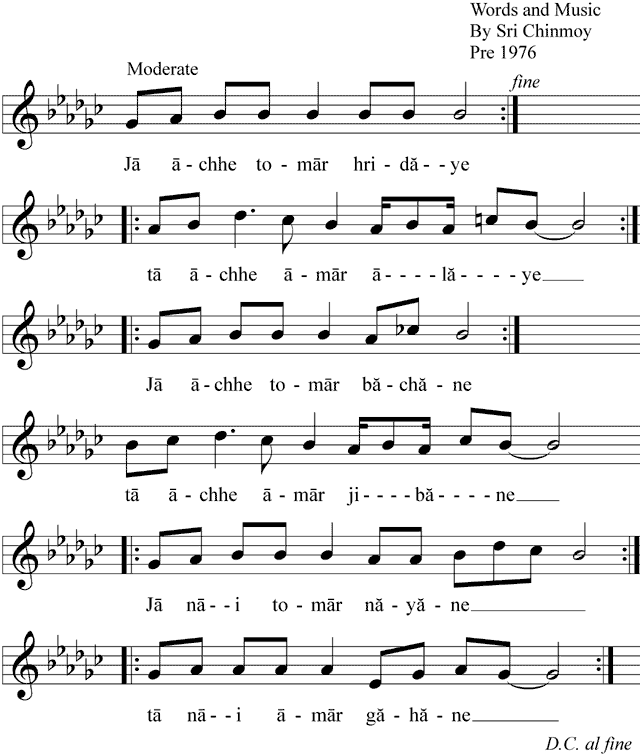 Words and Music
By Sri Chinmoy
Pre 1976
Moderate
fine
Jā ā-chhe to-mār hri-dă--ye
tā ā-chhe ā-mār ā----lă----ye
Jā ā-chhe to-mār bă-chă-ne
tā ā-chhe ā-mār ji----bă----ne
Jā nā--i to-mār nă-yă-ne
tā nā--i ā-mār gă-hă-ne
D.C. al fine